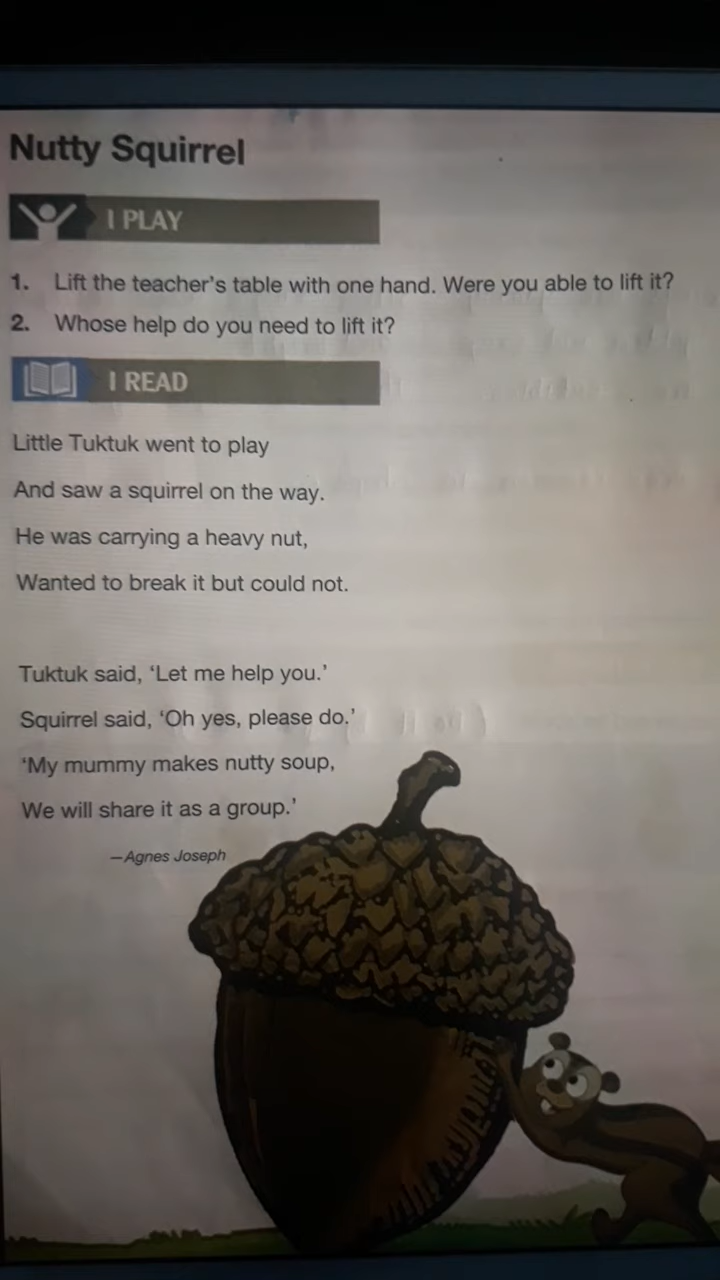 Nutty Squirrel
I PLAY
1. Lift the teacher's table with one hand. Were you able to lift it?
2. Whose help do you need to lift it?
I READ
Little Tuktuk went to play
And saw a squirrel on the way.
He was carrying a heavy nut,
Wanted to break it but could not.
Tuktuk said, ‘Let me help you.’
Squirrel said, ‘Oh yes, please do.’
‘My mummy makes nutty soup,
We will share it as a group.’
—Agnes Joseph